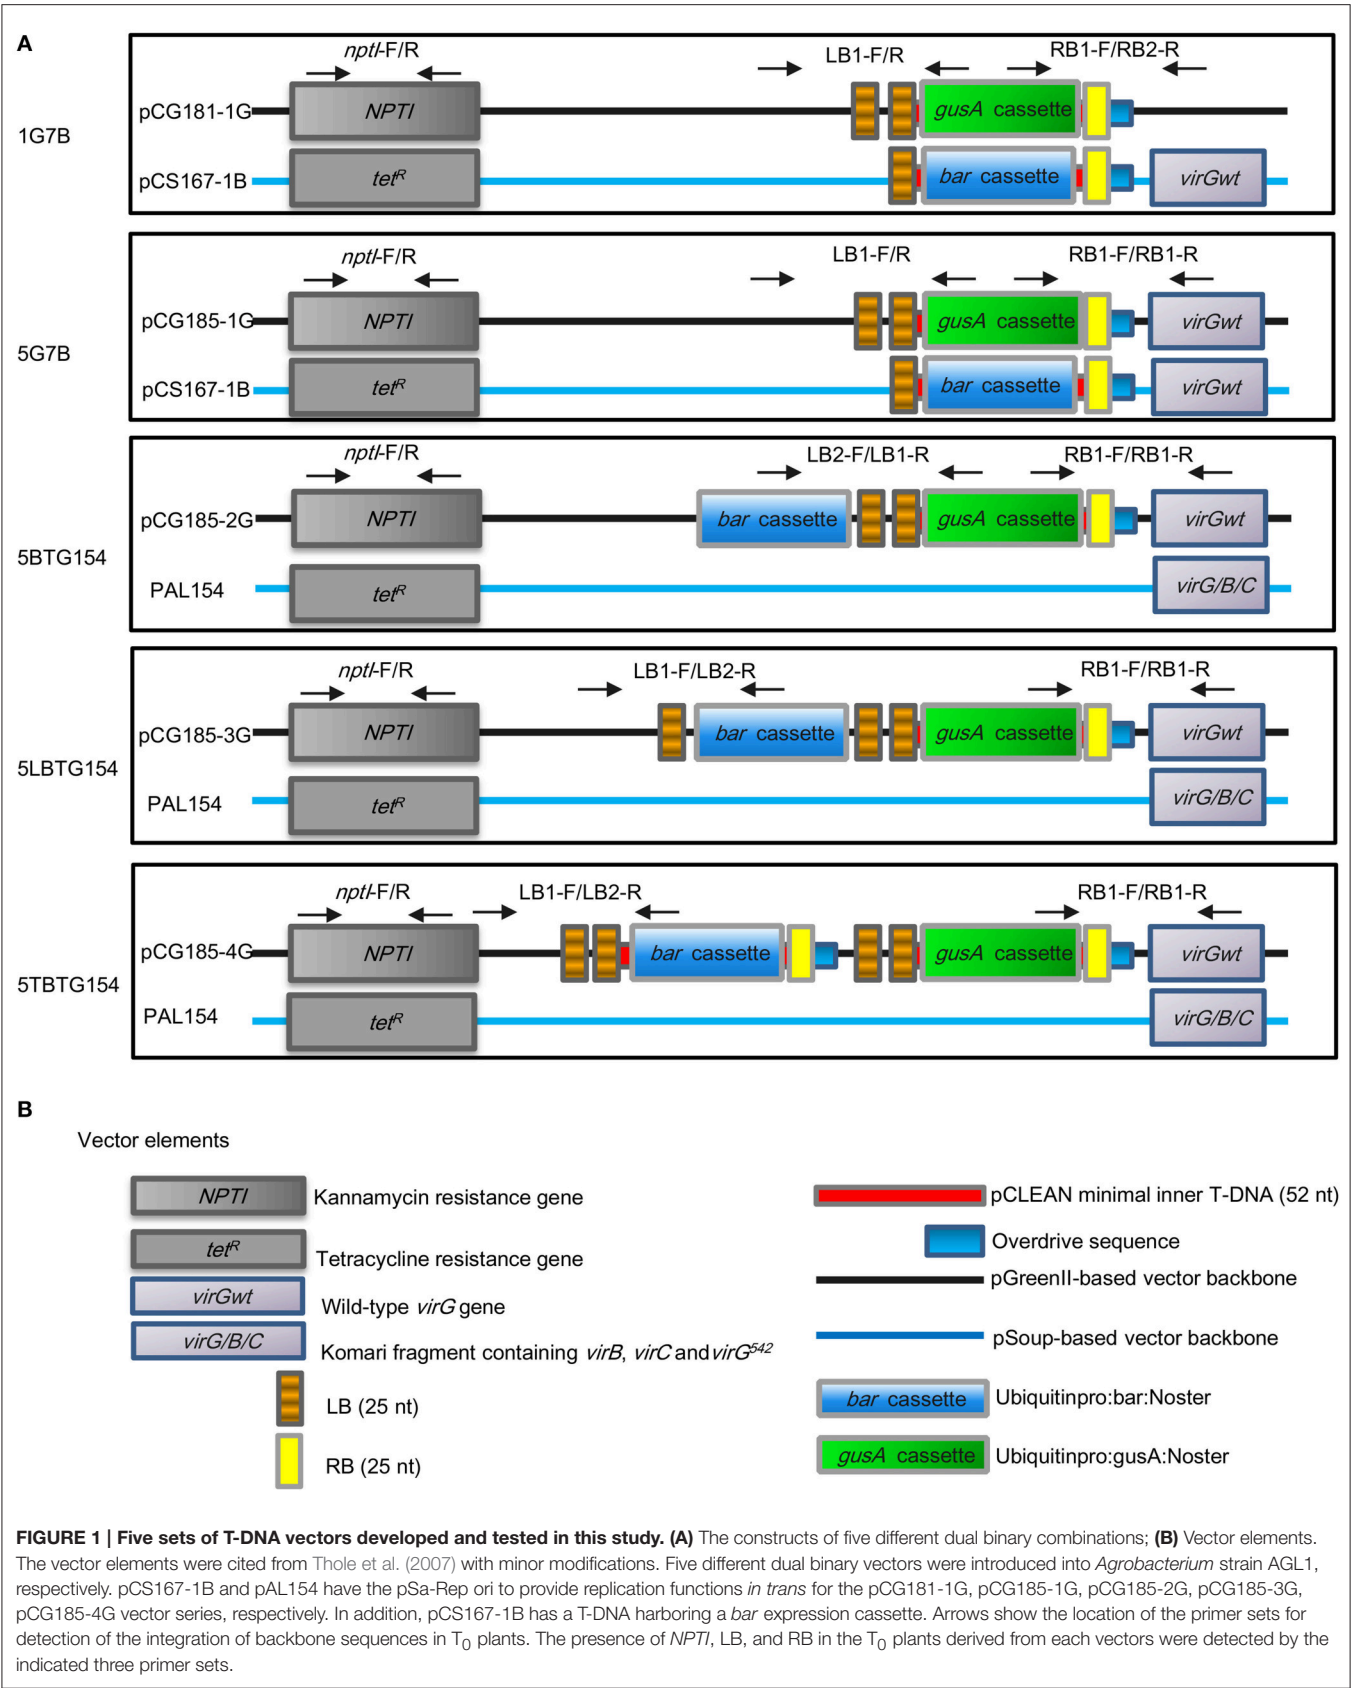 A
nptI-F/R LB1-F/R RB1-F/RB2-R
pCG181-1G NPTI gusA cassette
1G7B
pCS167-1B tetR bar cassette virGwt
nptI-F/R LB1-F/R RB1-F/RB1-R
pCG185-1G NPTI gusA cassette virGwt
5G7B
pCS167-1B tetR bar cassette virGwt
nptI-F/R LB2-F/LB1-R RB1-F/RB1-R
pCG185-2G NPTI bar cassette gusA cassette virGwt
5BTG154
PAL154 tetR virG/B/C
nptI-F/R LB1-F/LB2-R RB1-F/RB1-R
pCG185-3G NPTI bar cassette gusA cassette virGwt
5LBTG154
PAL154 tetR virG/B/C
nptI-F/R LB1-F/LB2-R RB1-F/RB1-R
pCG185-4G NPTI bar cassette gusA cassette virGwt
5TBTG154
PAL154 tetR virG/B/C
B
Vector elements
NPTI Kannamycin resistance gene
tetR Tetracycline resistance gene
virGwt Wild-type virG gene
virG/B/C Komari fragment containing virB, virC and virG542
LB (25 nt)
RB (25 nt)
pCLEAN minimal inner T-DNA (52 nt)
Overdrive sequence
pGreenII-based vector backbone
pSoup-based vector backbone
bar cassette Ubiquitinpro:bar:Noster
gusA cassette Ubiquitinpro:gusA:Noster
FIGURE 1 | Five sets of T-DNA vectors developed and tested in this study. (A) The constructs of five different dual binary combinations; (B) Vector elements.
The vector elements were cited from Thole et al. (2007) with minor modifications. Five different dual binary vectors were introduced into Agrobacterium strain AGL1,
respectively. pCS167-1B and pAL154 have the pSa-Rep ori to provide replication functions in trans for the pCG181-1G, pCG185-1G, pCG185-2G, pCG185-3G,
pCG185-4G vector series, respectively. In addition, pCS167-1B has a T-DNA harboring a bar expression cassette. Arrows show the location of the primer sets for
detection of the integration of backbone sequences in T0 plants. The presence of NPTI, LB, and RB in the T0 plants derived from each vectors were detected by the
indicated three primer sets.